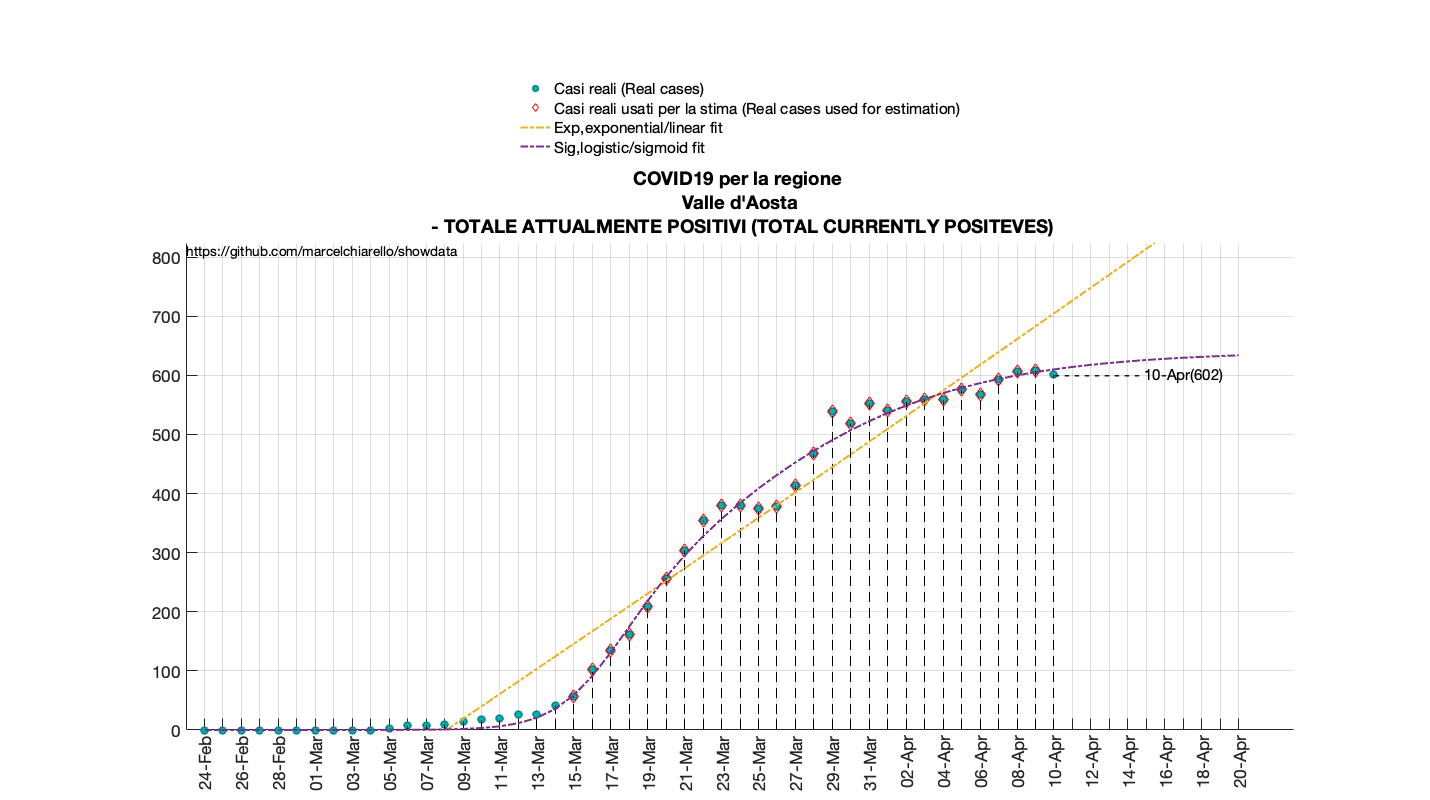 Casi reali (Real cases)
Casi reali usati per la stima (Real cases used for estimation)
Exp,exponential/linear fit
Sig,logistic/sigmoid fit
COVID19 per la regione
Valle d'Aosta
- TOTALE ATTUALMENTE POSITIVI (TOTAL CURRENTLY POSITEVES)
https://github.com/marcelchiarello/showdata
800
700
600
500
400
300
200
100
0
10-Apr(602)
24-Feb
26-Feb
28-Feb
01-Mar
03-Mar
05-Mar
07-Mar
09-Mar
11-Mar
13-Mar
15-Mar
17-Mar
19-Mar
21-Mar
23-Mar
25-Mar
27-Mar
29-Mar
31-Mar
02-Apr
04-Apr
06-Apr
08-Apr
10-Apr
12-Apr
14-Apr
16-Apr
18-Apr
20-Apr